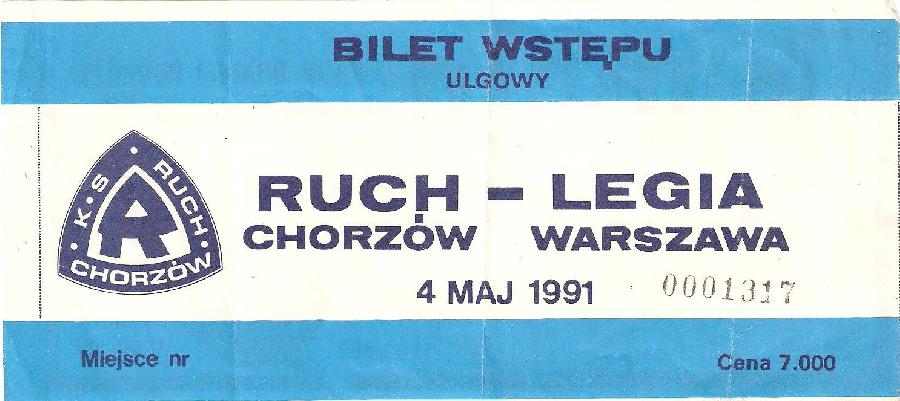 BILET WSTĘPU
ULGOWY
K·S RUCH
CHORZÓW
R
RUCH - LEGIA
CHORZÓW WARSZAWA
4 MAJ 1991 0001317
Miejsce nr
Cena 7.000